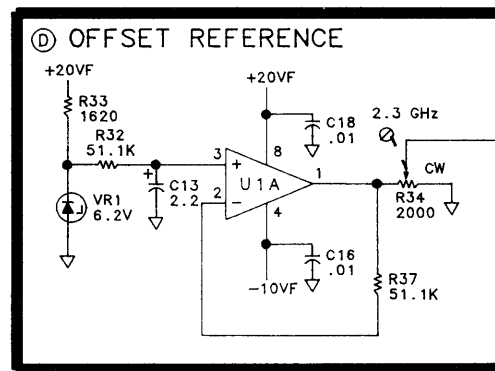 D OFFSET REFERENCE
+20VF
+20VF
R33
1620
R32
51.1K
C18
.01
2.3 GHz
3
+
8
U1A
1
CW
+
C13
2.2
2
−
4
R34
2000
VR1
6.2V
C16
.01
R37
51.1K
−10VF